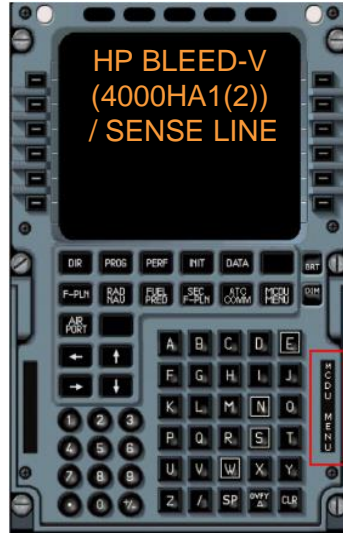 HP BLEED-V
(4000HA1(2))
/ SENSE LINE
DIR PROG PERF INIT DATA BRT
F-PLN RAD NAV FUEL PRED SEC F-PLN ATC COMM MCDU MENU DIM
AIR PORT
A B C D E
← ↑ F G H I J
→ ↓ K L M N O
1 2 3 P Q R S T
4 5 6 U V W X Y
7 8 9 Z / SP OVFY Δ CLR
. 0 +/-
MCDU MENU